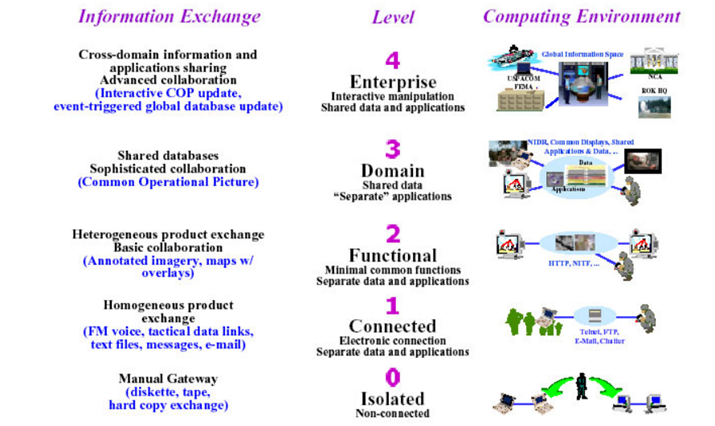 Information Exchange
Level
Computing Environment
Cross-domain information and
applications sharing
Advanced collaboration
(Interactive COP update,
event-triggered global database update)
4
Enterprise
Interactive manipulation
Shared data and applications
Global Information Space
USPACOM
FEMA
NCA
ROK HQ
Shared databases
Sophisticated collaboration
(Common Operational Picture)
3
Domain
Shared data
“Separate” applications
NIDR, Common Displays, Shared
Applications & Data, ...
Data
Applications
Heterogeneous product exchange
Basic collaboration
(Annotated imagery, maps w/
overlays)
2
Functional
Minimal common functions
Separate data and applications
HTTP, NITF, ...
Homogeneous product
exchange
(FM voice, tactical data links,
text files, messages, e-mail)
1
Connected
Electronic connection
Separate data and applications
Telnet, FTP,
E-Mail, Chatter
Manual Gateway
(diskette, tape,
hard copy exchange)
0
Isolated
Non-connected